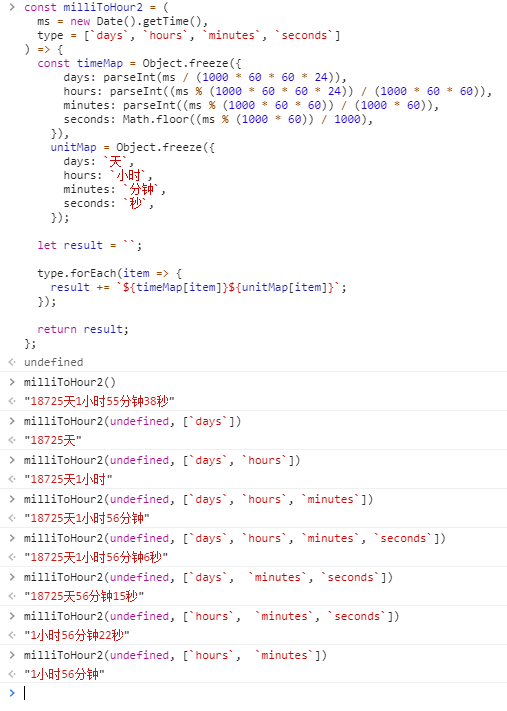 const milliToHour2 = (
  ms = new Date().getTime(),
  type = [`days`, `hours`, `minutes`, `seconds`]
) => {
  const timeMap = Object.freeze({
      days: parseInt(ms / (1000 * 60 * 60 * 24)),
      hours: parseInt((ms % (1000 * 60 * 60 * 24)) / (1000 * 60 * 60)),
      minutes: parseInt((ms % (1000 * 60 * 60)) / (1000 * 60)),
      seconds: Math.floor((ms % (1000 * 60)) / 1000),
    }),
    unitMap = Object.freeze({
      days: `天`,
      hours: `小时`,
      minutes: `分钟`,
      seconds: `秒`,
    });

  let result = ``;

  type.forEach(item => {
    result += `${timeMap[item]}${unitMap[item]}`;
  });

  return result;
};
undefined
milliToHour2()
"18725天1小时55分钟38秒"
milliToHour2(undefined, [`days`])
"18725天"
milliToHour2(undefined, [`days`, `hours`])
"18725天1小时"
milliToHour2(undefined, [`days`, `hours`, `minutes`])
"18725天1小时56分钟"
milliToHour2(undefined, [`days`, `hours`, `minutes`, `seconds`])
"18725天1小时56分钟6秒"
milliToHour2(undefined, [`days`,  `minutes`, `seconds`])
"18725天56分钟15秒"
milliToHour2(undefined, [`hours`,  `minutes`, `seconds`])
"1小时56分钟22秒"
milliToHour2(undefined, [`hours`,  `minutes`])
"1小时56分钟"